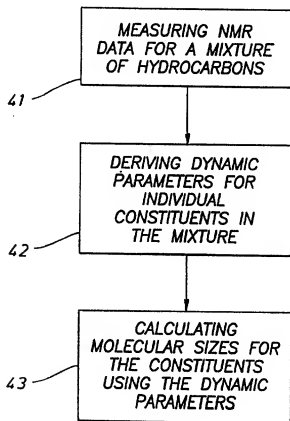 MEASURING NMR
DATA FOR A MIXTURE
OF HYDROCARBONS
41
DERIVING DYNAMIC
PARAMETERS FOR
INDIVIDUAL
CONSTITUENTS IN
THE MIXTURE
42
CALCULATING
MOLECULAR SIZES FOR
THE CONSTITUENTS
USING THE DYNAMIC
PARAMETERS
43